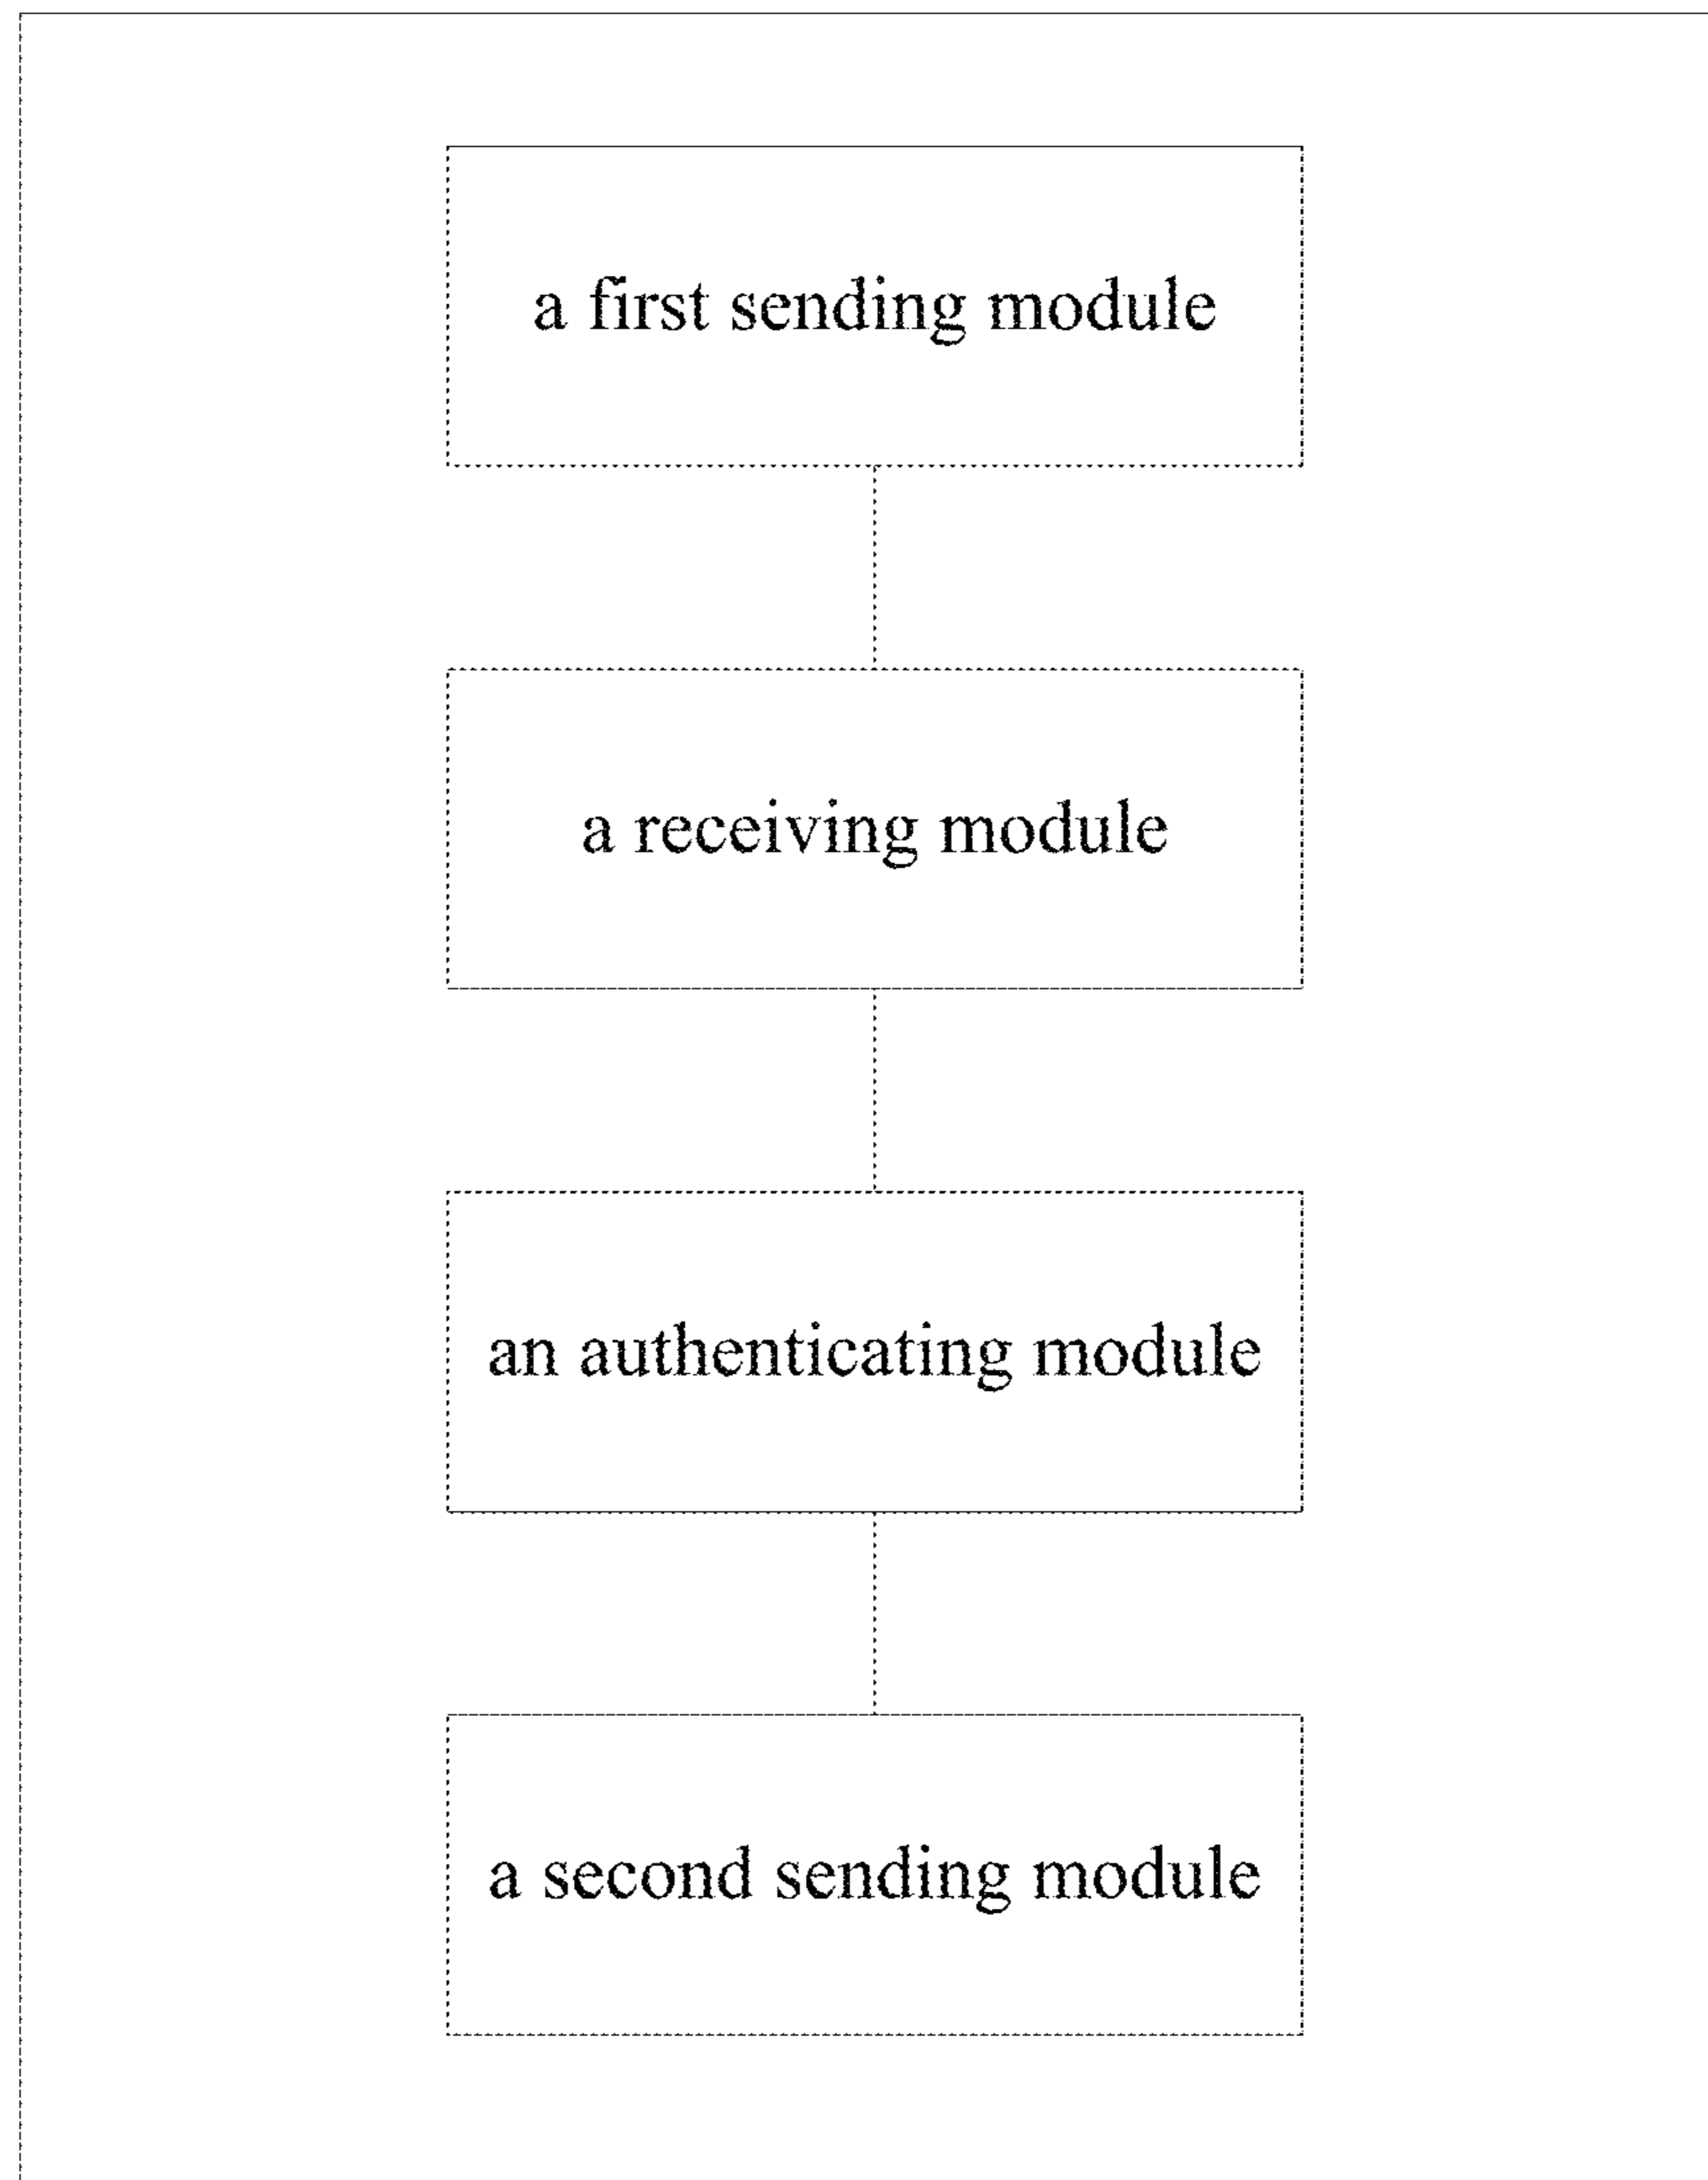 a first sending module
a receiving module
an authenticating module
a second sending module